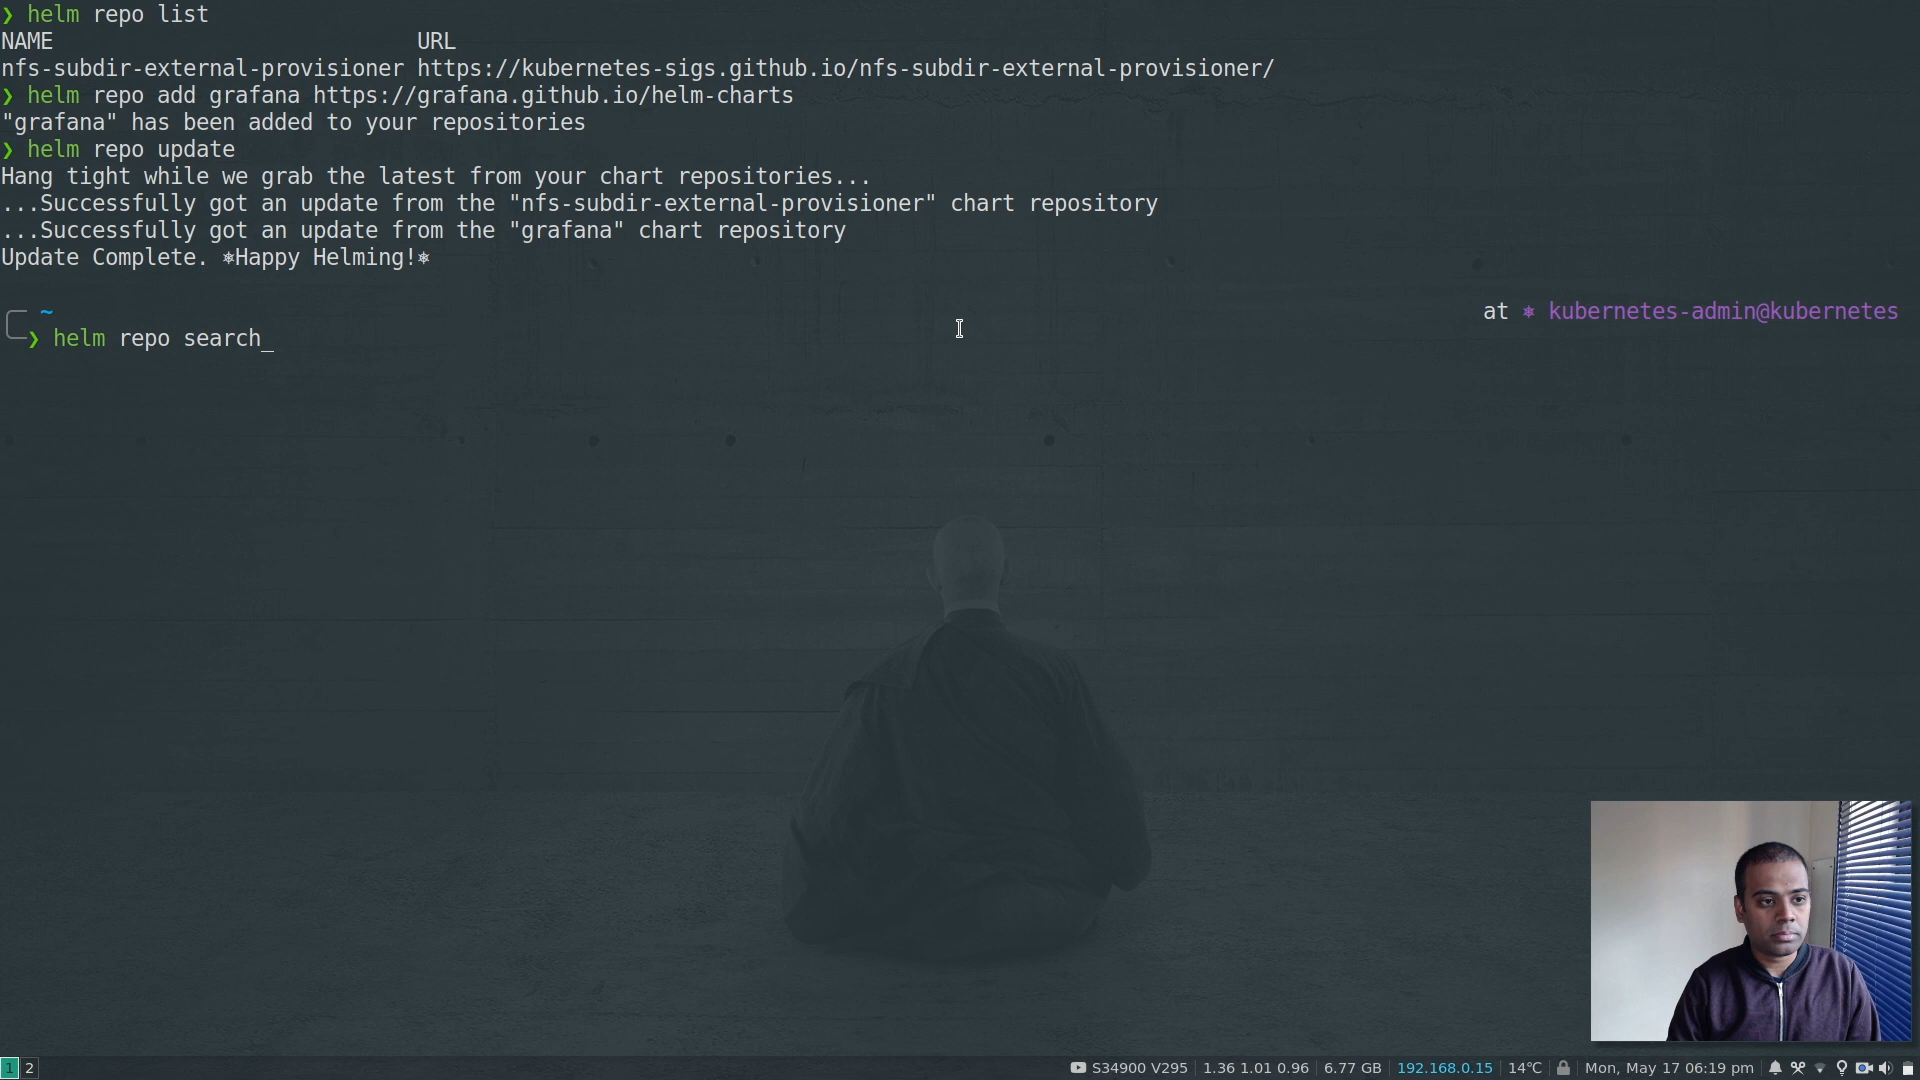 ❯ helm repo list
NAME URL
nfs-subdir-external-provisioner https://kubernetes-sigs.github.io/nfs-subdir-external-provisioner/
❯ helm repo add grafana https://grafana.github.io/helm-charts
"grafana" has been added to your repositories
❯ helm repo update
Hang tight while we grab the latest from your chart repositories...
...Successfully got an update from the "nfs-subdir-external-provisioner" chart repository
...Successfully got an update from the "grafana" chart repository
Update Complete. ⎈Happy Helming!⎈
~ at ⎈ kubernetes-admin@kubernetes
❯ helm repo search_
1 2 S34900 V295 1.36 1.01 0.96 6.77 GB 192.168.0.15 14℃ Mon, May 17 06:19 pm